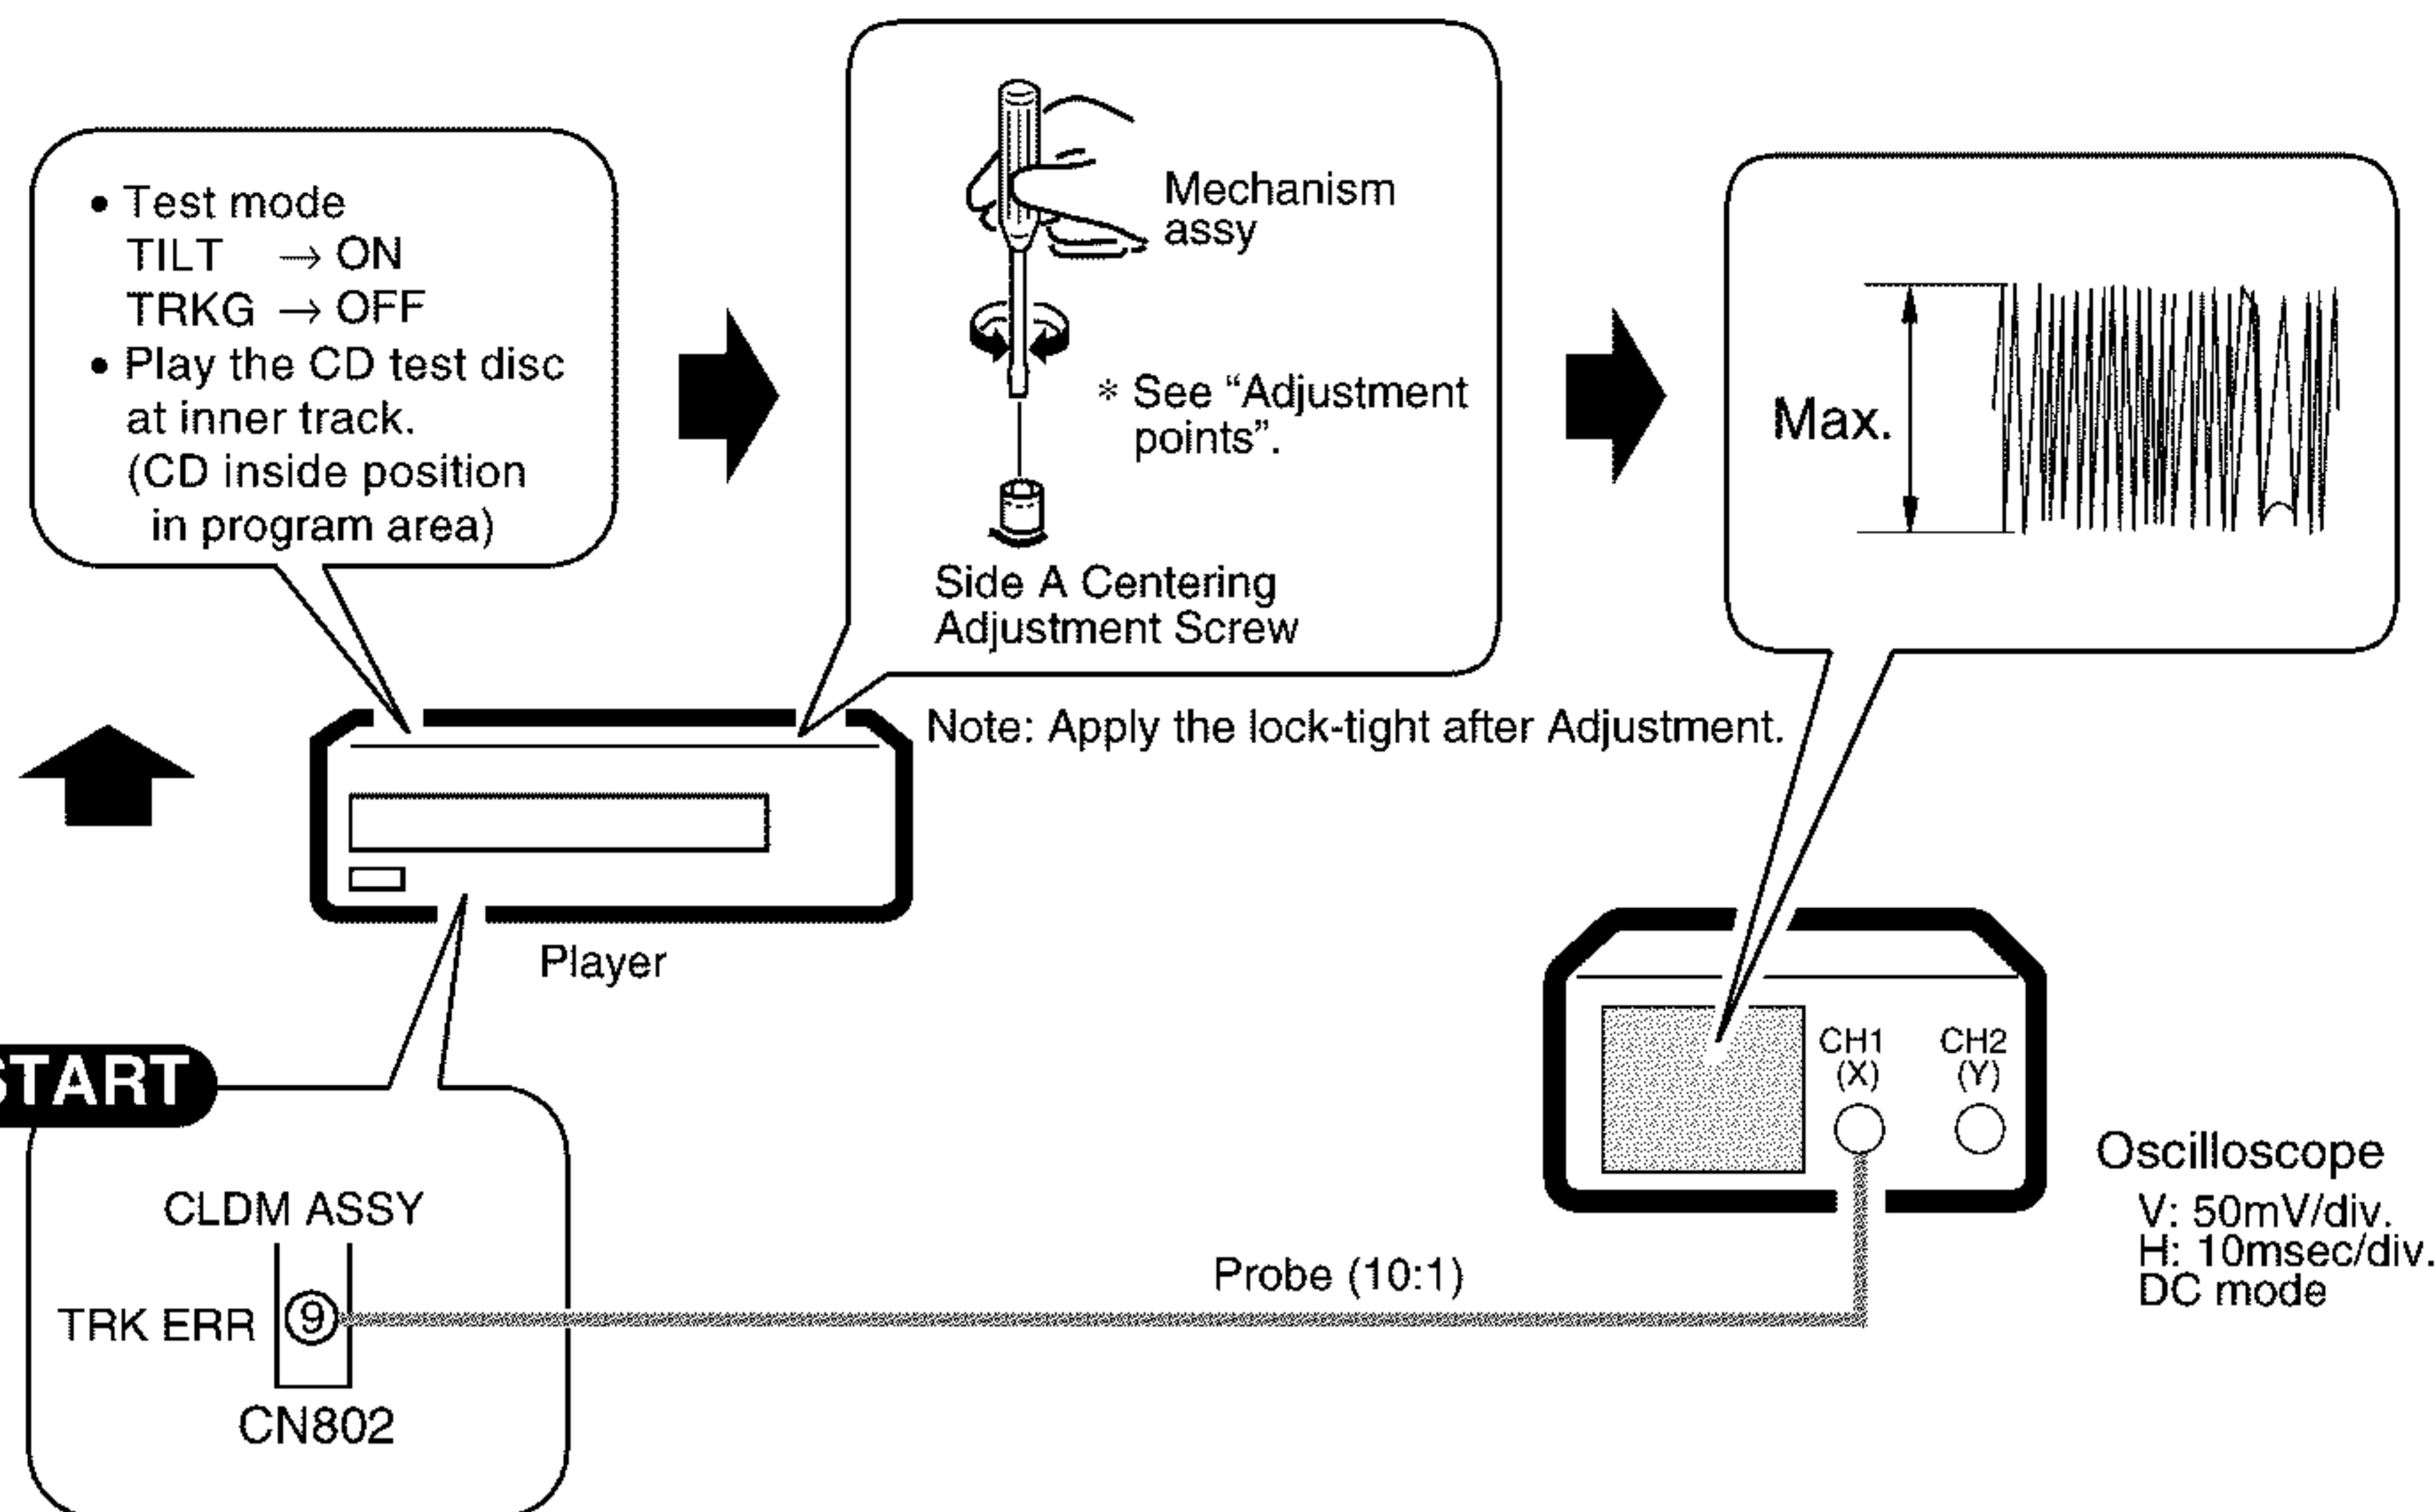 • Test mode
TILT → ON
TRKG → OFF
• Play the CD test disc
at inner track.
(CD inside position
in program area)
Mechanism
assy
* See “Adjustment
points”.
Side A Centering
Adjustment Screw
Max.
Note: Apply the lock-tight after Adjustment.
Player
START
CLDM ASSY
TRK ERR
9
CN802
Probe (10:1)
CH1
(X)
CH2
(Y)
Oscilloscope
V: 50mV/div.
H: 10msec/div.
DC mode